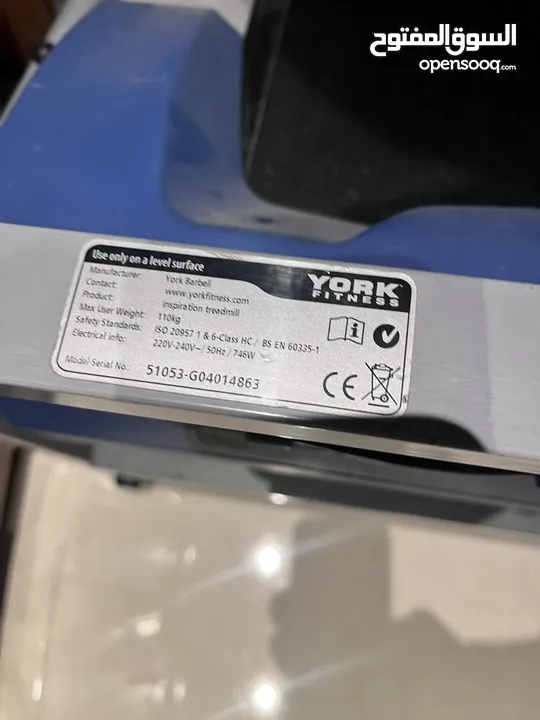 السوق المفتوح
opensooq.com
Use only on a level surface
YORK
FITNESS
Manufacturer: York Barbell
Contact: www.yorkfitness.com
Product: inspiration treadmill
Max User Weight: 110kg
Safety Standards: ISO 20957 1 & 6-Class HC / BS EN 60335-1
Electrical info: 220V-240V~/ 50Hz / 746W
Model-Serial No.: 51053-G04014863
CE